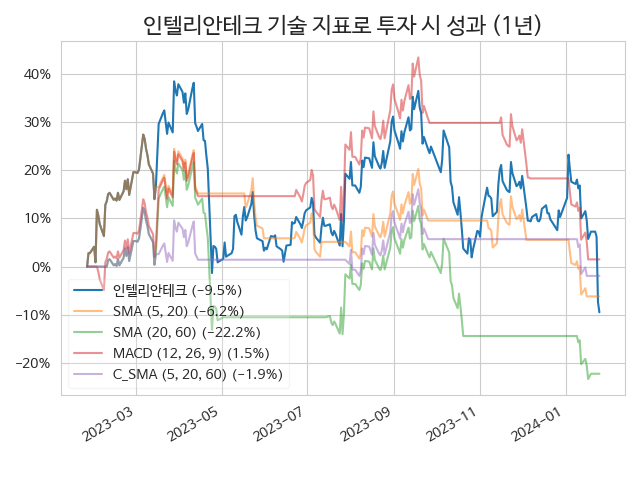 인텔리안테크 기술 지표로 투자 시 성과 (1년)
40%
30%
20%
10%
0%
−10%
−20%
인텔리안테크 (−9.5%)
SMA (5, 20) (−6.2%)
SMA (20, 60) (−22.2%)
MACD (12, 26, 9) (1.5%)
C_SMA (5, 20, 60) (−1.9%)
2023−03
2023−05
2023−07
2023−09
2023−11
2024−01